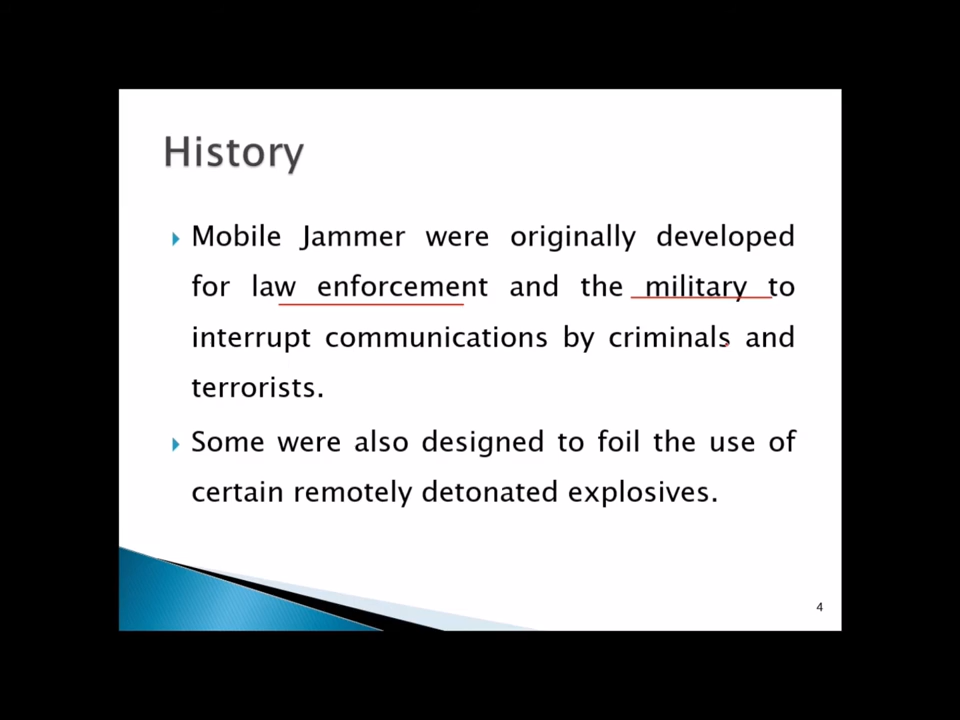 History
Mobile Jammer were originally developed
for law enforcement and the military to
interrupt communications by criminals and
terrorists.
Some were also designed to foil the use of
certain remotely detonated explosives.
4